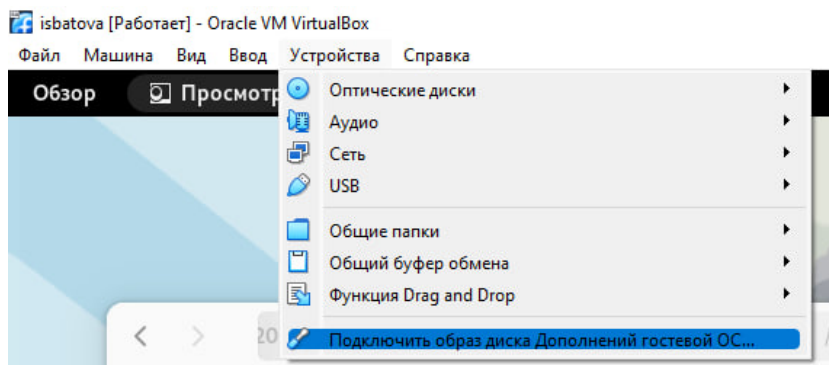 isbatova [Работает] - Oracle VM VirtualBox
Файл Машина Вид Ввод Устройства Справка
Обзор
Оптические диски
Аудио
Сеть
USB
Общие папки
Общий буфер обмена
Функция Drag and Drop
20
Подключить образ диска Дополнений гостевой ОС...